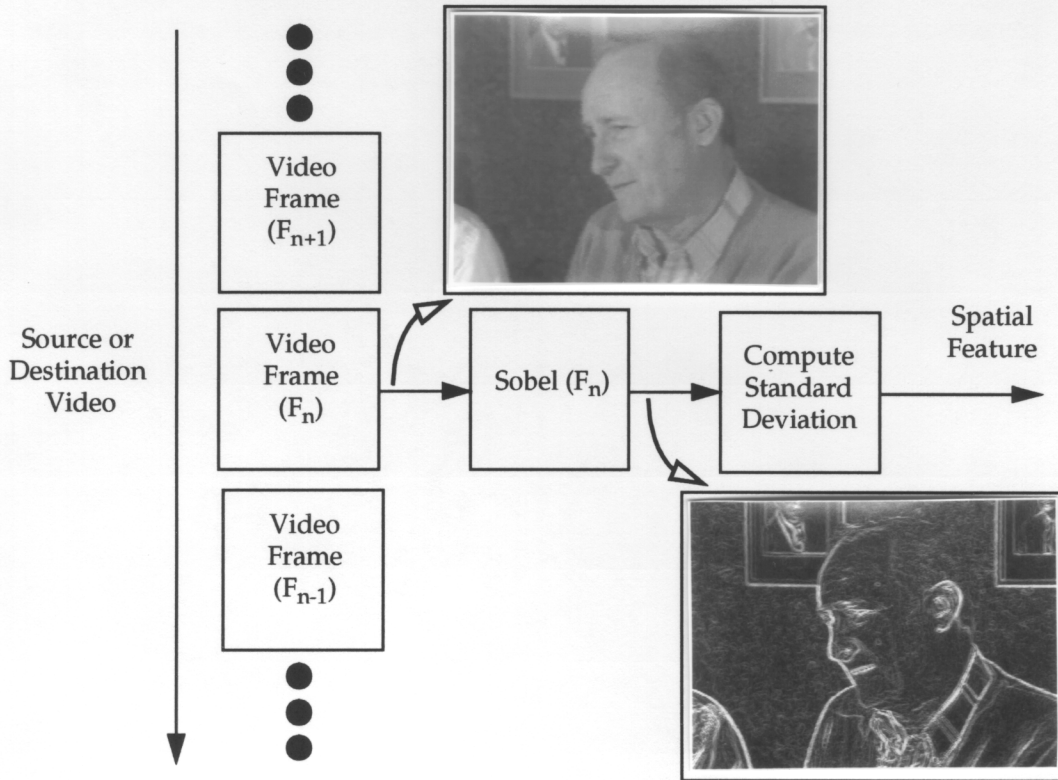 Video
Frame
(Fn+1)
Source or
Destination
Video
Video
Frame
(Fn)
Sobel (Fn)
Compute
Standard
Deviation
Spatial
Feature
Video
Frame
(Fn-1)